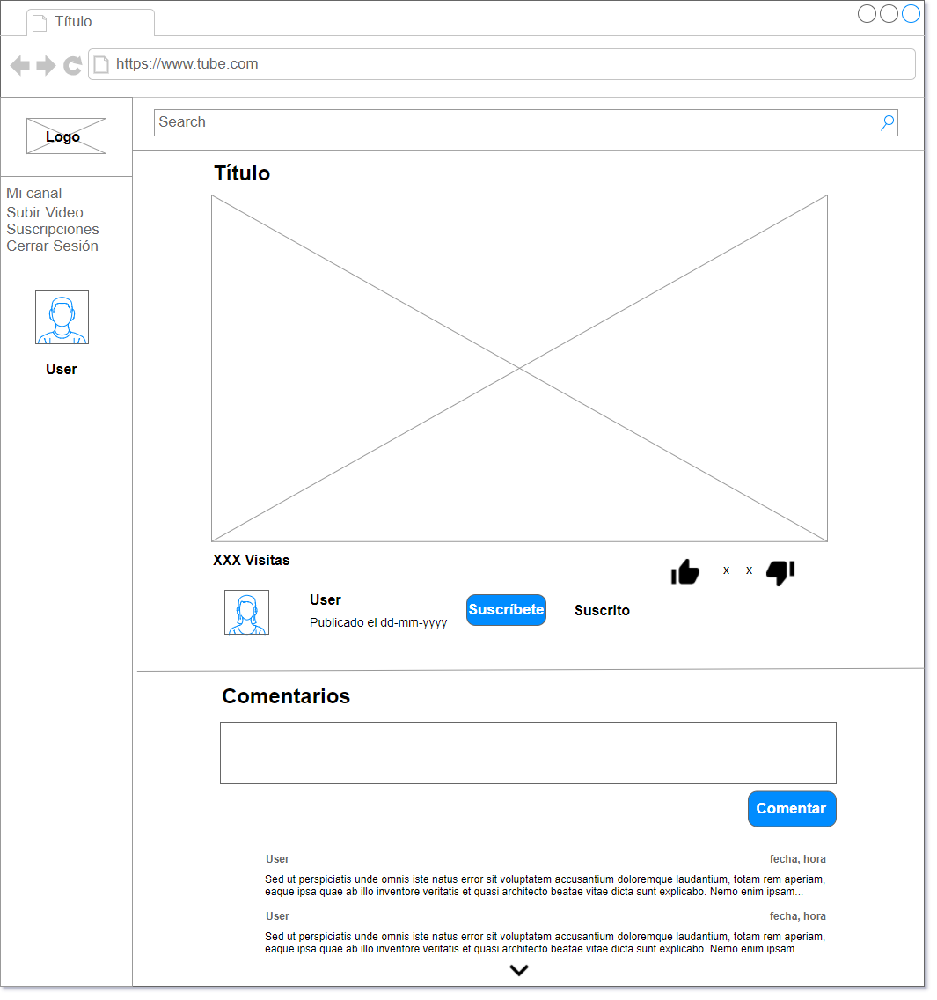 Título
https://www.tube.com
Logo
Search
Mi canal
Subir Video
Suscripciones
Cerrar Sesión
User
Título
XXX Visitas
x x
User
Publicado el dd-mm-yyyy
Suscríbete
Suscrito
Comentarios
Comentar
User fecha, hora
Sed ut perspiciatis unde omnis iste natus error sit voluptatem accusantium doloremque laudantium, totam rem aperiam,
eaque ipsa quae ab illo inventore veritatis et quasi architecto beatae vitae dicta sunt explicabo. Nemo enim ipsam...
User fecha, hora
Sed ut perspiciatis unde omnis iste natus error sit voluptatem accusantium doloremque laudantium, totam rem aperiam,
eaque ipsa quae ab illo inventore veritatis et quasi architecto beatae vitae dicta sunt explicabo. Nemo enim ipsam...